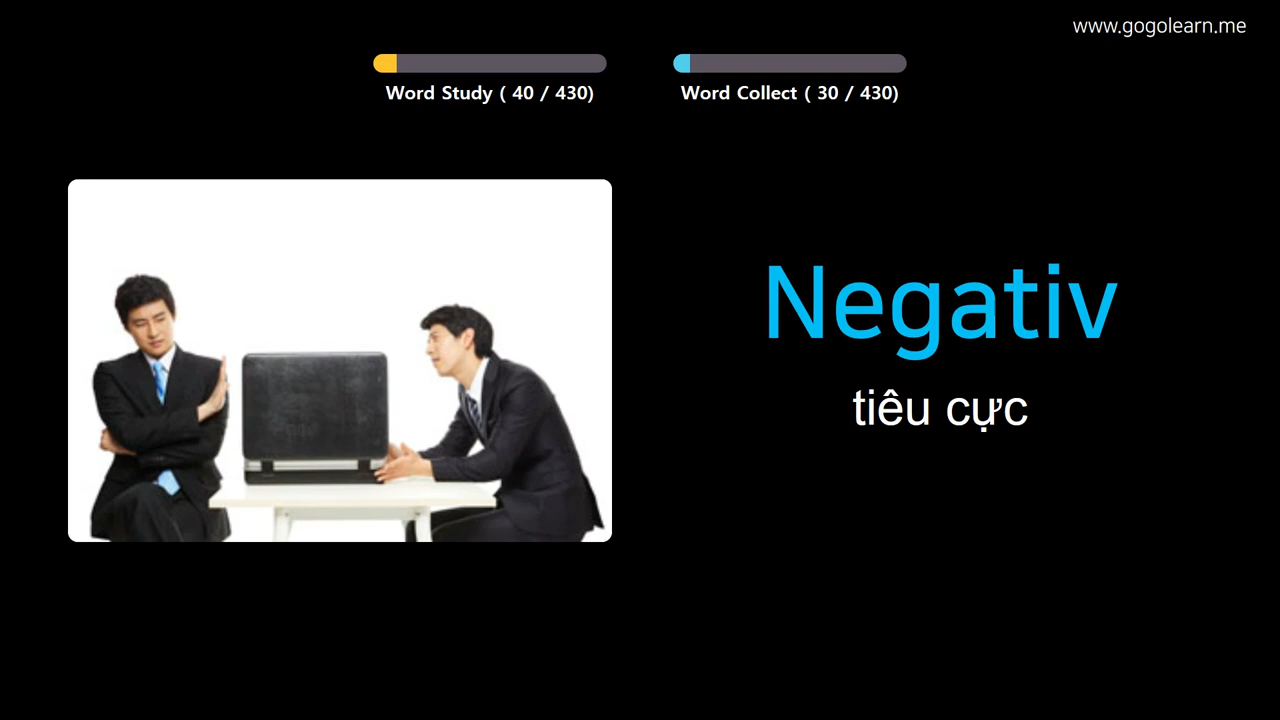 www.gogolearn.me
Word Study ( 40 / 430)
Word Collect ( 30 / 430)
Negativ
tiêu cực